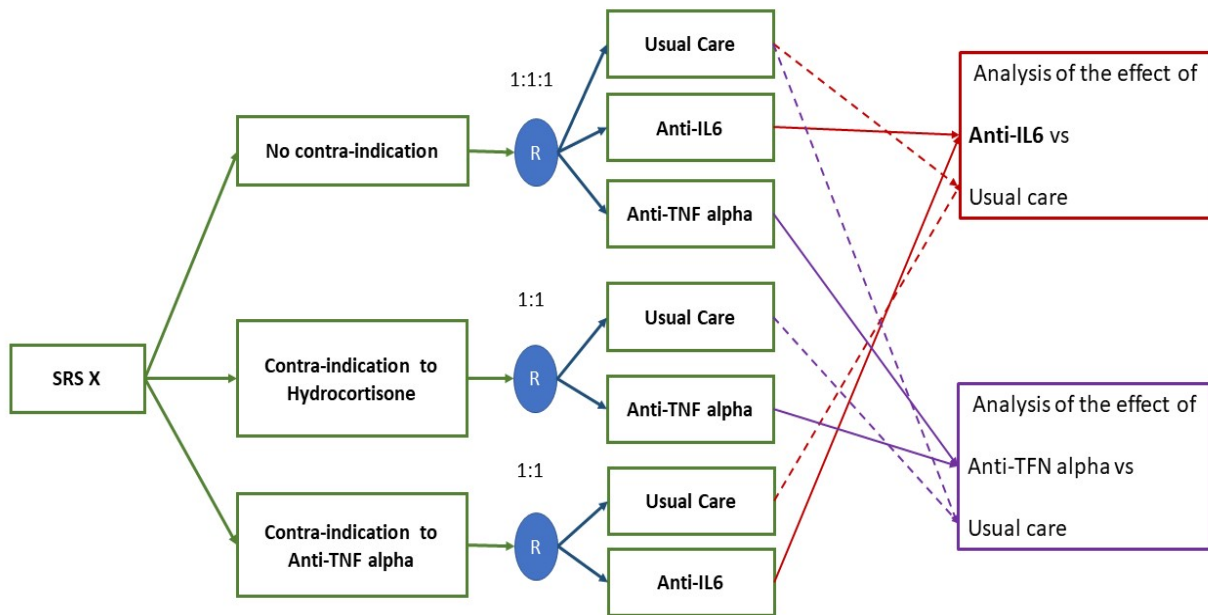 SRS X
No contra-indication
Contra-indication to
Hydrocortisone
Contra-indication to
Anti-TNF alpha
1:1:1
R
Usual Care
Anti-IL6
Anti-TNF alpha
1:1
R
Usual Care
Anti-TNF alpha
1:1
R
Usual Care
Anti-IL6
Analysis of the effect of
Anti-IL6 vs
Usual care
Analysis of the effect of
Anti-TFN alpha vs
Usual care